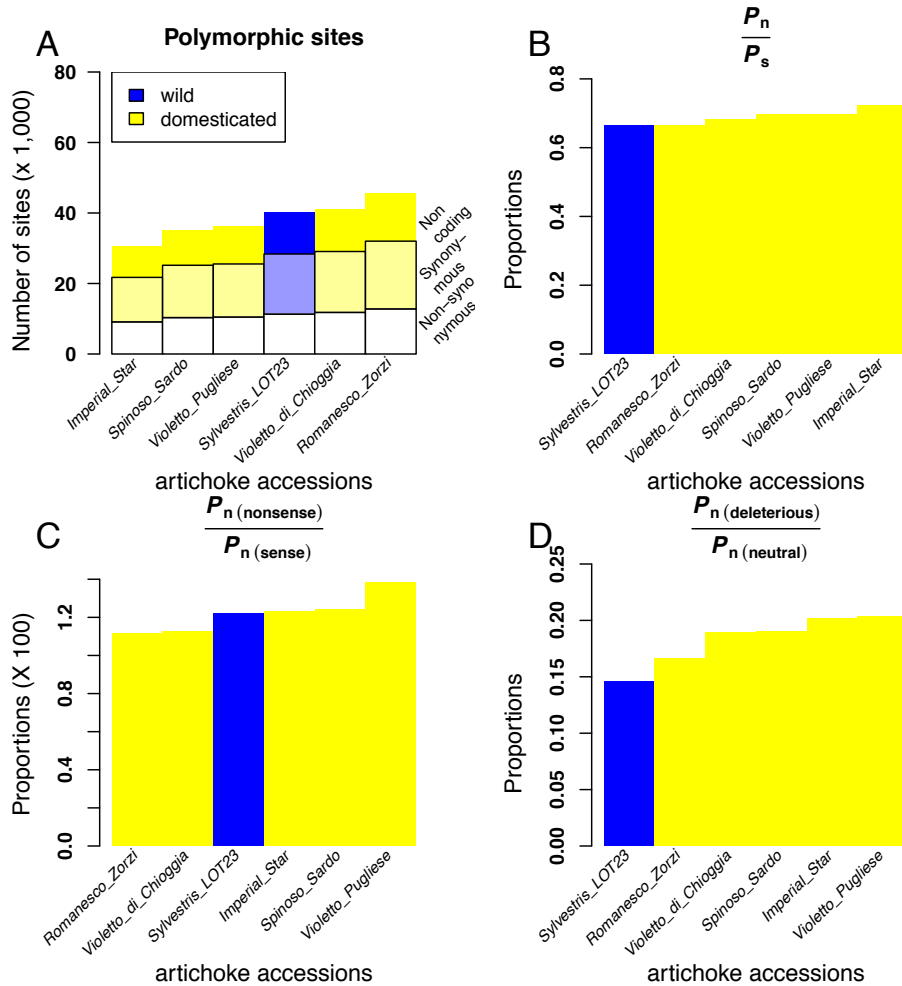 A
Polymorphic sites
Number of sites (x 1,000)
80
60
40
20
0
wild
domesticated
Non
coding
Synony–
mous
Non–syno
nymous
Imperial_Star
Spinoso_Sardo
Violetto_Pugliese
Sylvestris_LOT23
Violetto_di_Chioggia
Romanesco_Zorzi
artichoke accessions
B
Pn
Ps
Proportions
0.8
0.6
0.4
0.2
0.0
Sylvestris_LOT23
Romanesco_Zorzi
Violetto_di_Chioggia
Spinoso_Sardo
Violetto_Pugliese
Imperial_Star
artichoke accessions
C
Pn (nonsense)
Pn (sense)
Proportions (X 100)
1.2
0.8
0.4
0.0
Romanesco_Zorzi
Violetto_di_Chioggia
Sylvestris_LOT23
Imperial_Star
Spinoso_Sardo
Violetto_Pugliese
artichoke accessions
D
Pn (deleterious)
Pn (neutral)
Proportions
0.25
0.20
0.15
0.10
0.05
0.00
Sylvestris_LOT23
Romanesco_Zorzi
Violetto_di_Chioggia
Spinoso_Sardo
Imperial_Star
Violetto_Pugliese
artichoke accessions